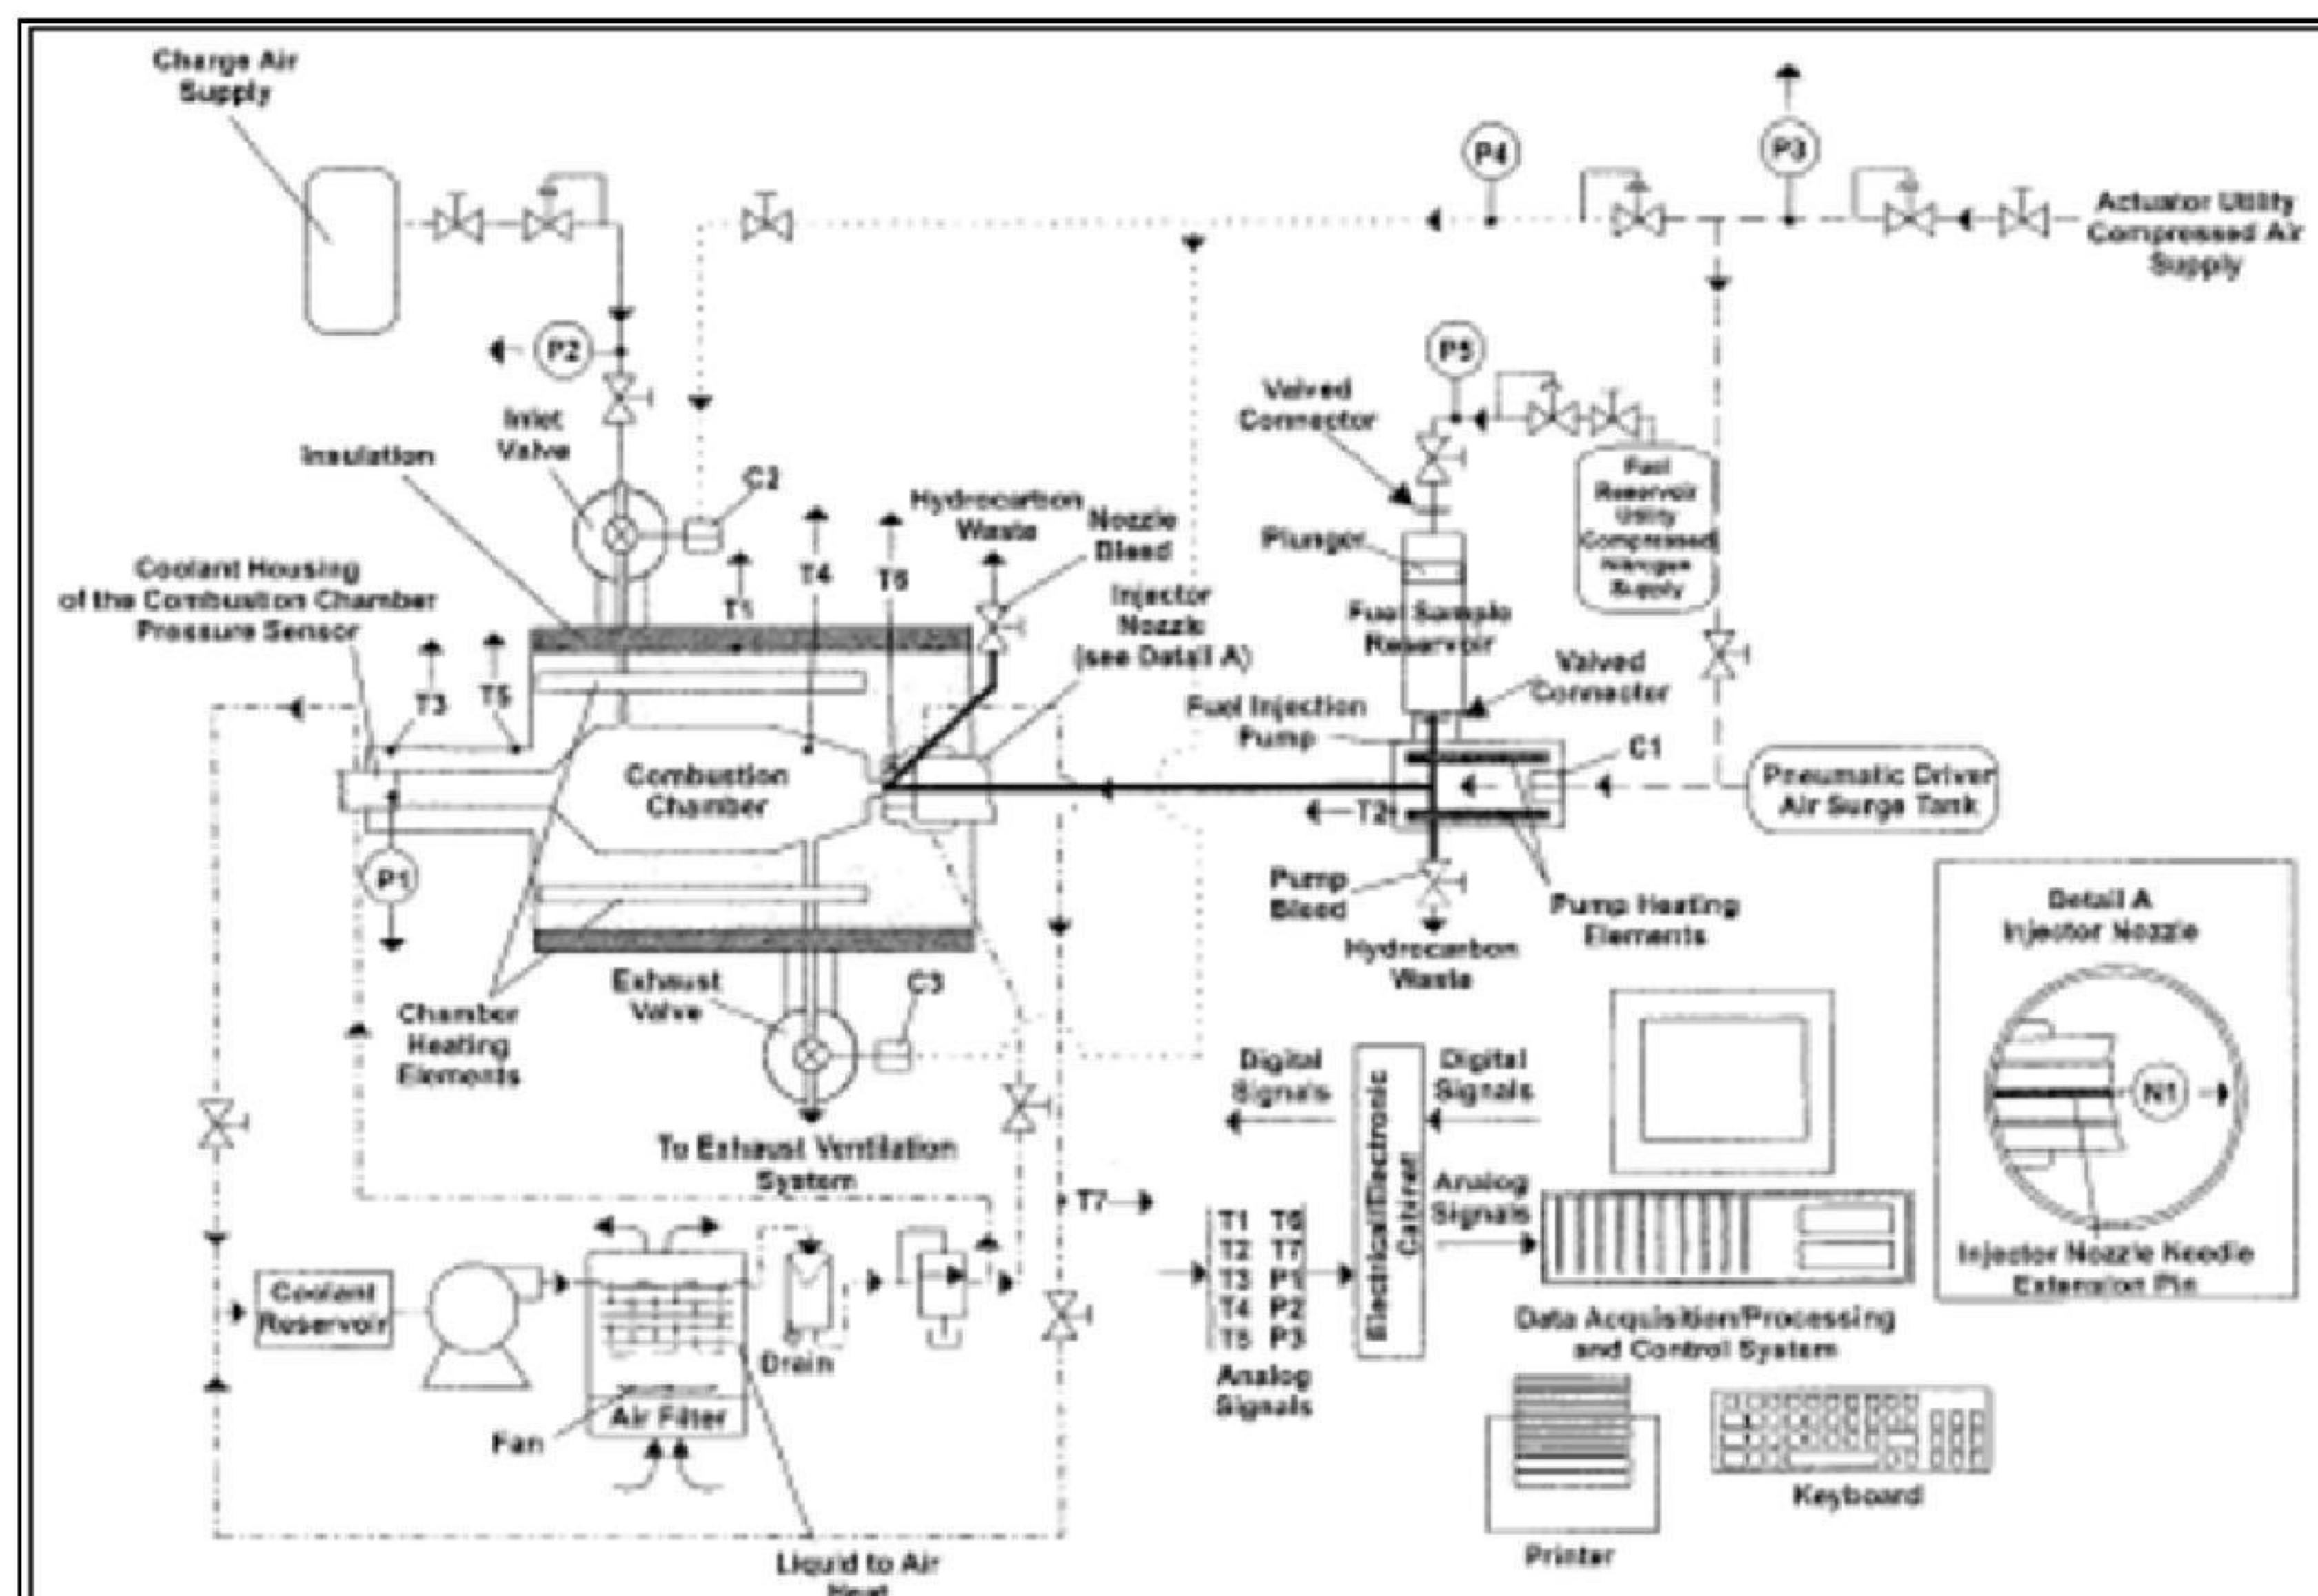 Charge Air
Supply
P4
P3
Actuator Utility
Compressed Air
Supply
P2
P5
Valved
Connector
Inlet
Valve
Insulation
C2
Hydrocarbon
Waste
Nozzle
Bleed
Fuel
Reservoir
Utility
Compressed
Nitrogen
Supply
Plunger
Coolant Housing
of the Combustion Chamber
Pressure Sensor
T1
T4
T6
Injector
Nozzle
(see Detail A)
Fuel Sample
Reservoir
T3
T5
Valved
Connector
Fuel Injection
Pump
C1
Combustion
Chamber
T2
Pneumatic Driver
Air Surge Tank
P1
Pump
Bleed
Pump Heating
Elements
Hydrocarbon
Waste
Detail A
Injector Nozzle
Exhaust
Valve
C3
Chamber
Heating
Elements
Digital
Signals
Electrical/Electronic
Cabinet
Digital
Signals
N1
To Exhaust Ventilation
System
T7
Analog
Signals
T1 T6
T2 T7
T3 P1
T4 P2
T5 P3
Analog
Signals
Injector Nozzle Needle
Extension Pin
Coolant
Reservoir
Drain
Data Acquisition/Processing
and Control System
Air Filter
Fan
Keyboard
Printer
Liquid to Air
Heat